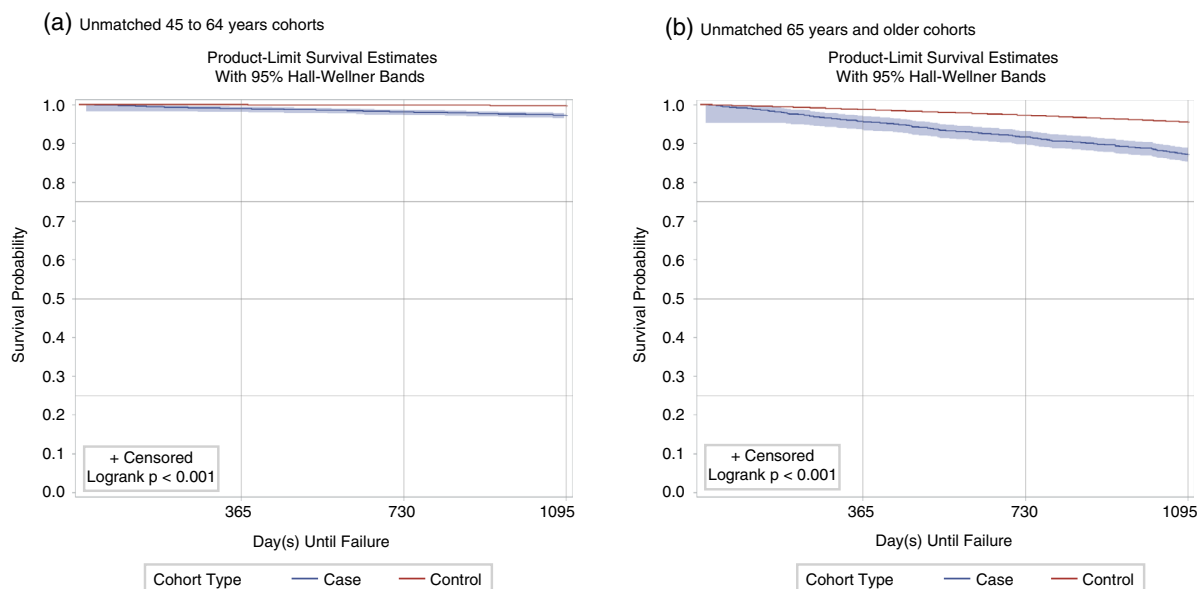 (a) Unmatched 45 to 64 years cohorts
Product-Limit Survival Estimates
With 95% Hall-Wellner Bands
1.0
0.9
0.8
0.7
0.6
0.5
0.4
0.3
0.2
0.1
0.0
Survival Probability
+ Censored
Logrank p < 0.001
365
730
1095
Day(s) Until Failure
Cohort Type
Case
Control
(b) Unmatched 65 years and older cohorts
Product-Limit Survival Estimates
With 95% Hall-Wellner Bands
1.0
0.9
0.8
0.7
0.6
0.5
0.4
0.3
0.2
0.1
0.0
Survival Probability
+ Censored
Logrank p < 0.001
365
730
1095
Day(s) Until Failure
Cohort Type
Case
Control